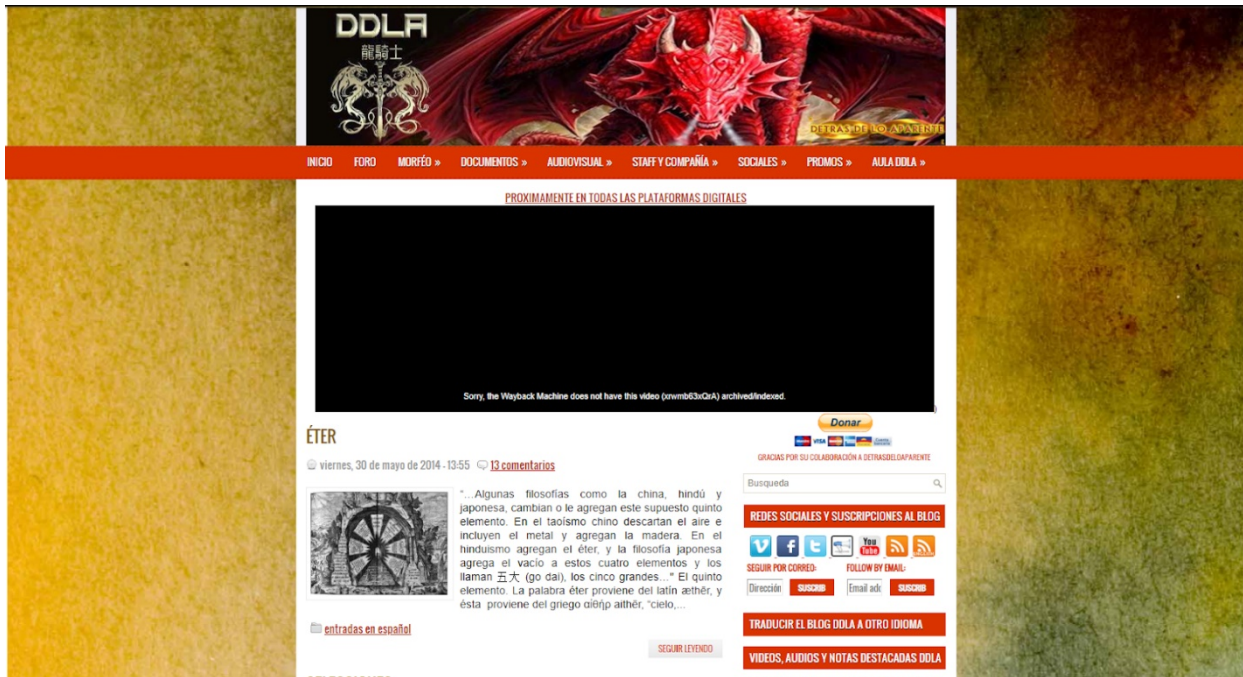 DDLA
龍騎士
DETRAS DE LO APARENTE
INICIO FORO MORFÉO » DOCUMENTOS » AUDIOVISUAL » STAFF Y COMPAÑÍA » SOCIALES » PROMOS » AULA DDLA »
PROXIMAMENTE EN TODAS LAS PLATAFORMAS DIGITALES
Sorry, the Wayback Machine does not have this video (xrwmb63xQrA) archived/indexed.
ÉTER
viernes, 30 de mayo de 2014 - 13:55 13 comentarios
"…Algunas filosofías como la china, hindú y
japonesa, cambian o le agregan este supuesto quinto
elemento. En el taoísmo chino descartan el aire e
incluyen el metal y agregan la madera. En el
hinduismo agregan el éter, y la filosofía japonesa
agrega el vacío a estos cuatro elementos y los
llaman 五大 (go dai), los cinco grandes…" El quinto
elemento. La palabra éter proviene del latín æthēr, y
ésta proviene del griego αἰθήρ aithēr, "cielo,...
entradas en español
SEGUIR LEYENDO
Donar
VISA
GRACIAS POR SU COLABORACIÓN A DETRASDELOAPARENTE
Busqueda
REDES SOCIALES Y SUSCRIPCIONES AL BLOG
You
Tube
SEGUIR POR CORREO: FOLLOW BY EMAIL:
Dirección SUSCRIB Email adc SUSCRIB
TRADUCIR EL BLOG DDLA A OTRO IDIOMA
VIDEOS, AUDIOS Y NOTAS DESTACADAS DDLA